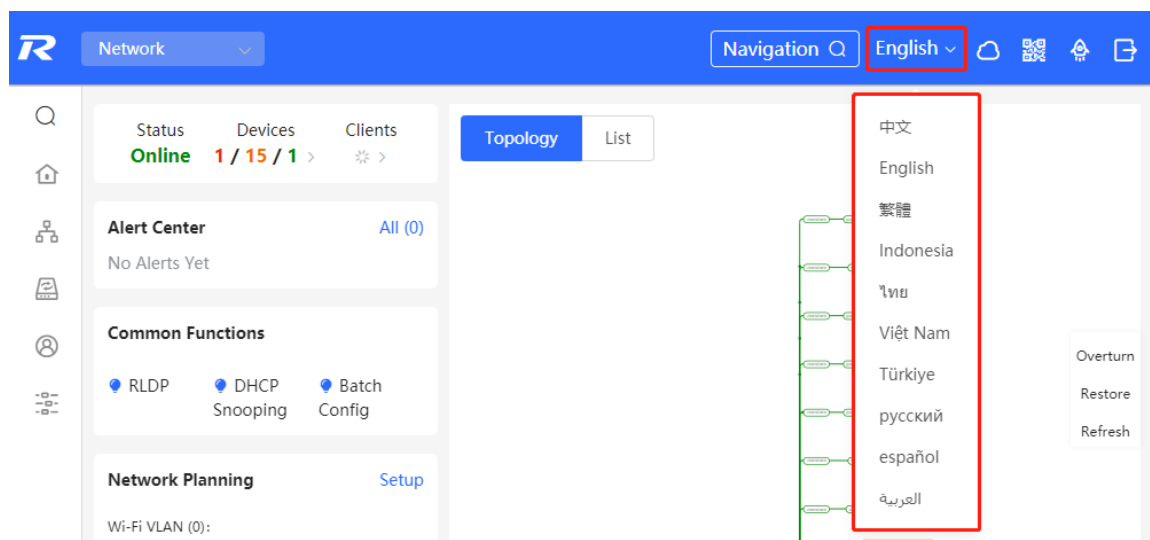 Network
Navigation
English
Status Devices Clients
Online 1 / 15 / 1
Alert Center All (0)
No Alerts Yet
Common Functions
RLDP DHCP Snooping Batch Config
Network Planning Setup
Wi-Fi VLAN (0):
Topology List
中文
English
繁體
Indonesia
ไทย
Việt Nam
Türkiye
русский
español
العربية
Overturn
Restore
Refresh